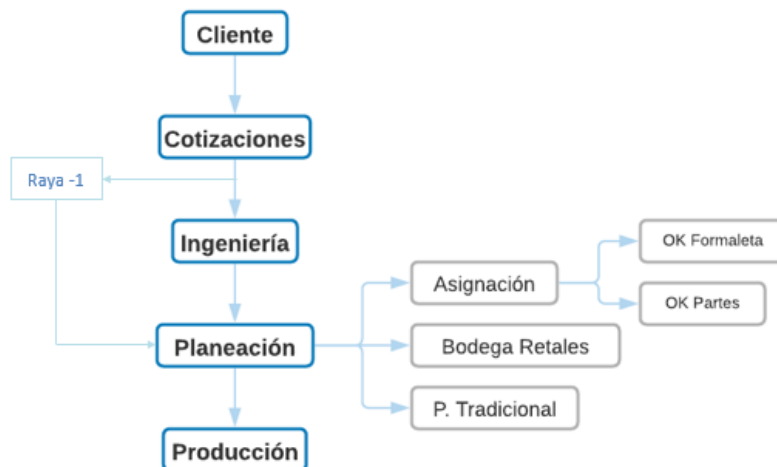 Cliente
Cotizaciones
Raya -1
Ingeniería
OK Formaleta
Asignación
OK Partes
Planeación
Bodega Retales
P. Tradicional
Producción